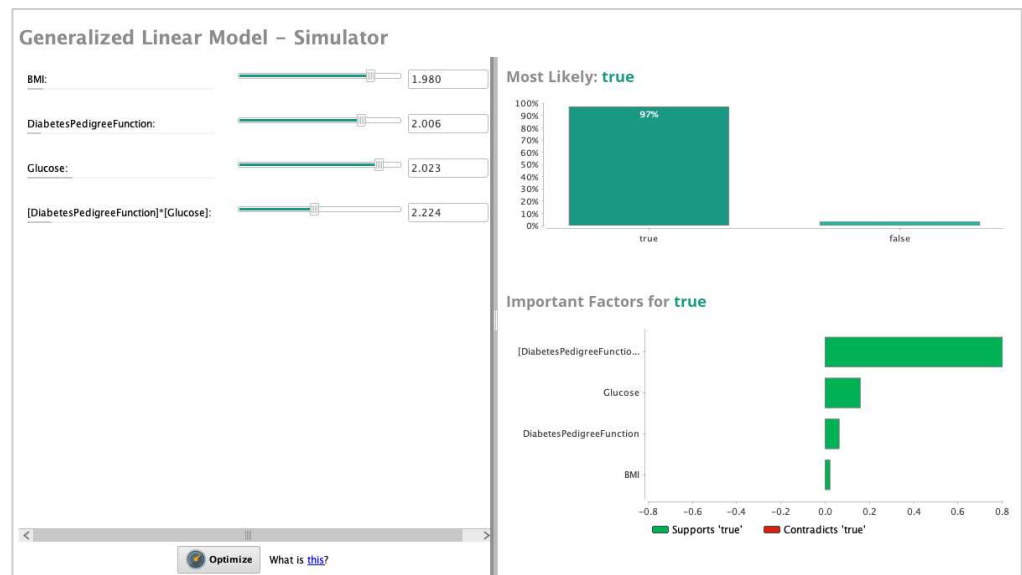 Generalized Linear Model – Simulator
BMI:
1.980
DiabetesPedigreeFunction:
2.006
Glucose:
2.023
[DiabetesPedigreeFunction]*[Glucose]:
2.224
Optimize What is this?
Most Likely: true
100%
90%
80%
70%
60%
50%
40%
30%
20%
10%
0%
97%
true false
Important Factors for true
[DiabetesPedigreeFunctio...
Glucose
DiabetesPedigreeFunction
BMI
-0.8 -0.6 -0.4 -0.2 0.0 0.2 0.4 0.6 0.8
Supports 'true' Contradicts 'true'